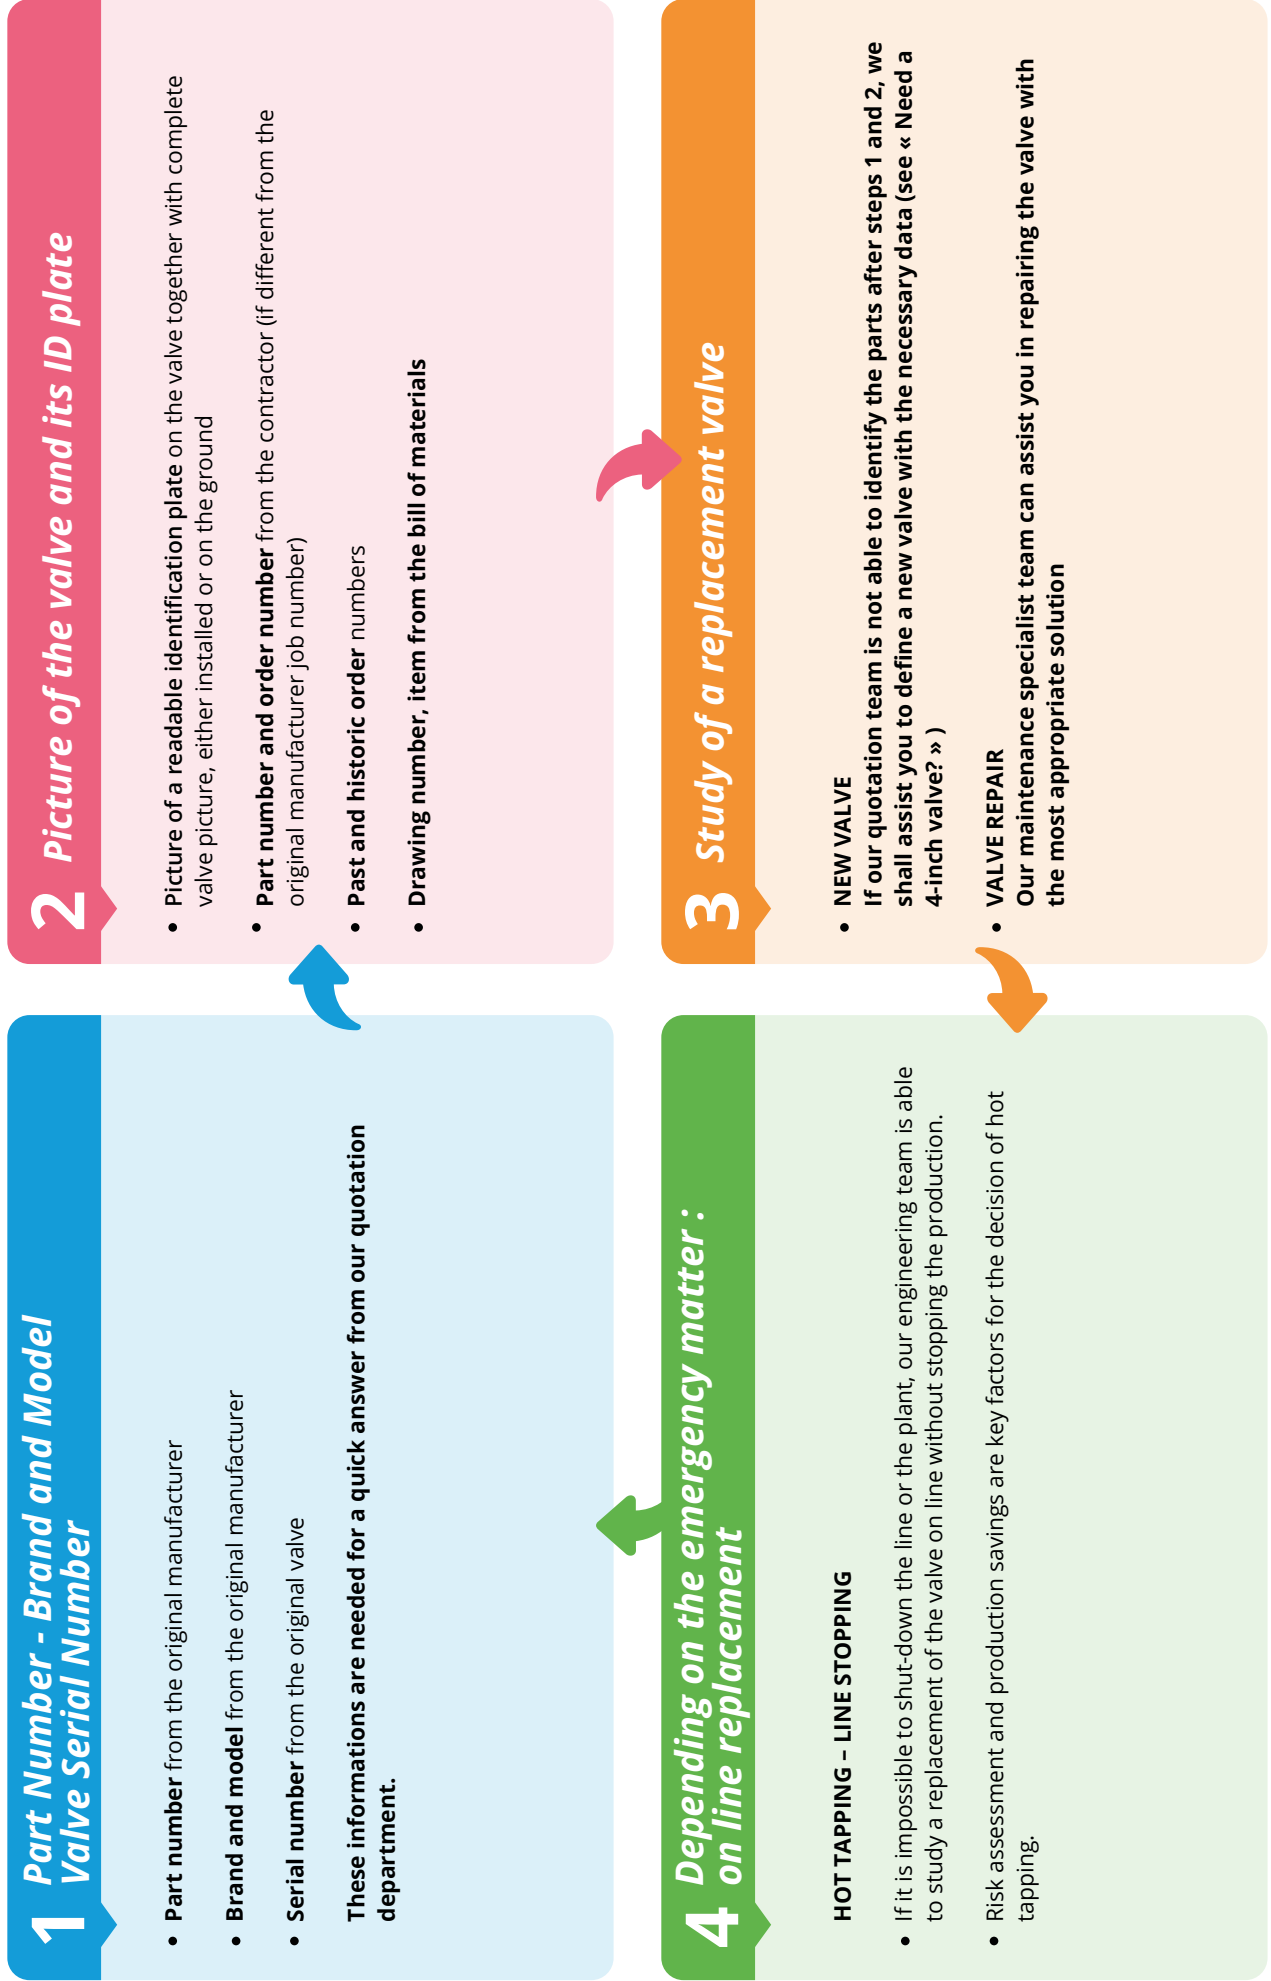 1
Part Number - Brand and Model
Valve Serial Number
• Part number from the original manufacturer
• Brand and model from the original manufacturer
• Serial number from the original valve
These informations are needed for a quick answer from our quotation
department.
2
Picture of the valve and its ID plate
• Picture of a readable identification plate on the valve together with complete
valve picture, either installed or on the ground
• Part number and order number from the contractor (if different from the
original manufacturer job number)
• Past and historic order numbers
• Drawing number, item from the bill of materials
3
Study of a replacement valve
• NEW VALVE
If our quotation team is not able to identify the parts after steps 1 and 2, we
shall assist you to define a new valve with the necessary data (see « Need a
4-inch valve? » )
• VALVE REPAIR
Our maintenance specialist team can assist you in repairing the valve with
the most appropriate solution
4
Depending on the emergency matter :
on line replacement
HOT TAPPING – LINE STOPPING
• If it is impossible to shut-down the line or the plant, our engineering team is able
to study a replacement of the valve on line without stopping the production.
• Risk assessment and production savings are key factors for the decision of hot
tapping.